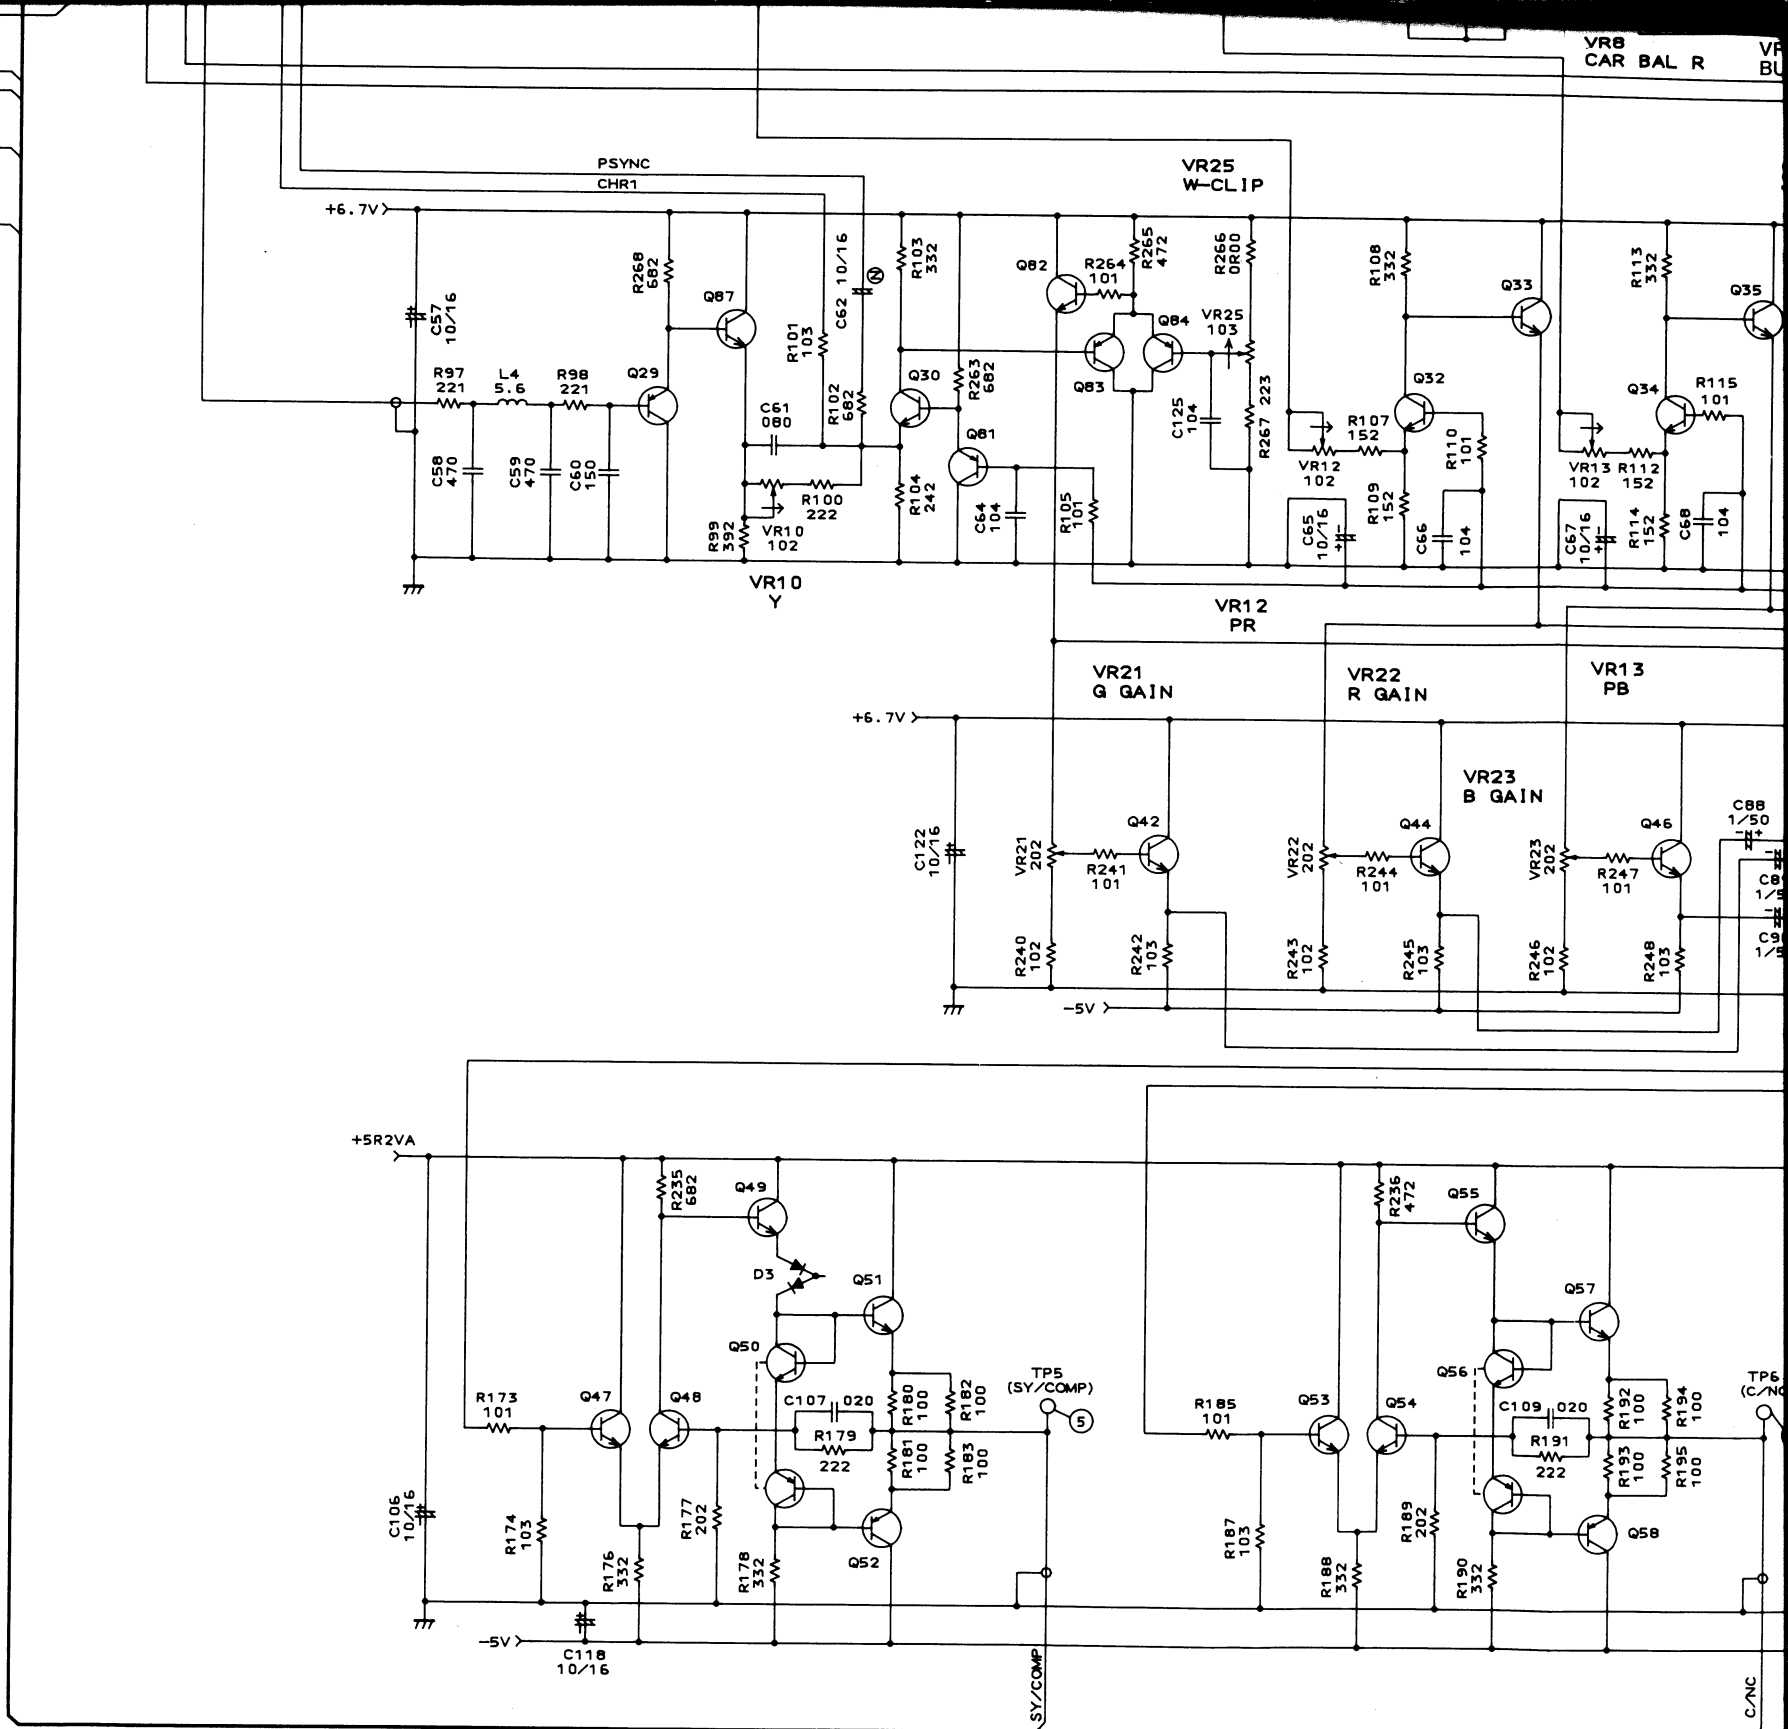 VR8
CAR BAL R
PSYNC
CHR1
VR25
W-CLIP
+6.7V
C57
10/16
R268
682
Q87
R101
103
C62 10/16
N
R103
332
Q82
R264
101
R265
472
R266
0R00
R108
332
Q33
R113
332
Q35
VR25
103
Q84
Q83
R97
221
L4
5.6
R98
221
Q29
C61
080
R102
682
Q30
R263
682
Q81
C125
104
R267 223
Q32
R107
152
R110
101
Q34
R115
101
C58
470
C59
470
C60
150
R99
392
VR10
102
R100
222
R104
242
C64
104
R105
101
VR12
102
C65
10/16
R109
152
C66
104
VR13
102
R112
152
C67
10/16
R114
152
C68
104
VR10
Y
VR12
PR
VR21
G GAIN
VR22
R GAIN
VR13
PB
+6.7V
VR23
B GAIN
C122
10/16
VR21
202
R241
101
Q42
VR22
202
R244
101
Q44
VR23
202
R247
101
Q46
C88
1/50
R240
102
R242
103
R243
102
R245
103
R246
102
R248
103
-5V
+5R2VA
R235
682
Q49
D3
Q51
Q50
R236
472
Q55
Q57
Q56
R173
101
Q47
Q48
C107 020
R179
222
R180
100
R182
100
R181
100
R183
100
TP5
(SY/COMP)
5
R185
101
Q53
Q54
C109 020
R191
222
R192
100
R194
100
R193
100
R195
100
TP6
C106
10/16
R174
103
R176
332
R177
202
R178
332
Q52
R187
103
R188
332
R189
202
R190
332
Q58
-5V
C118
10/16
SY/COMP
C/NC